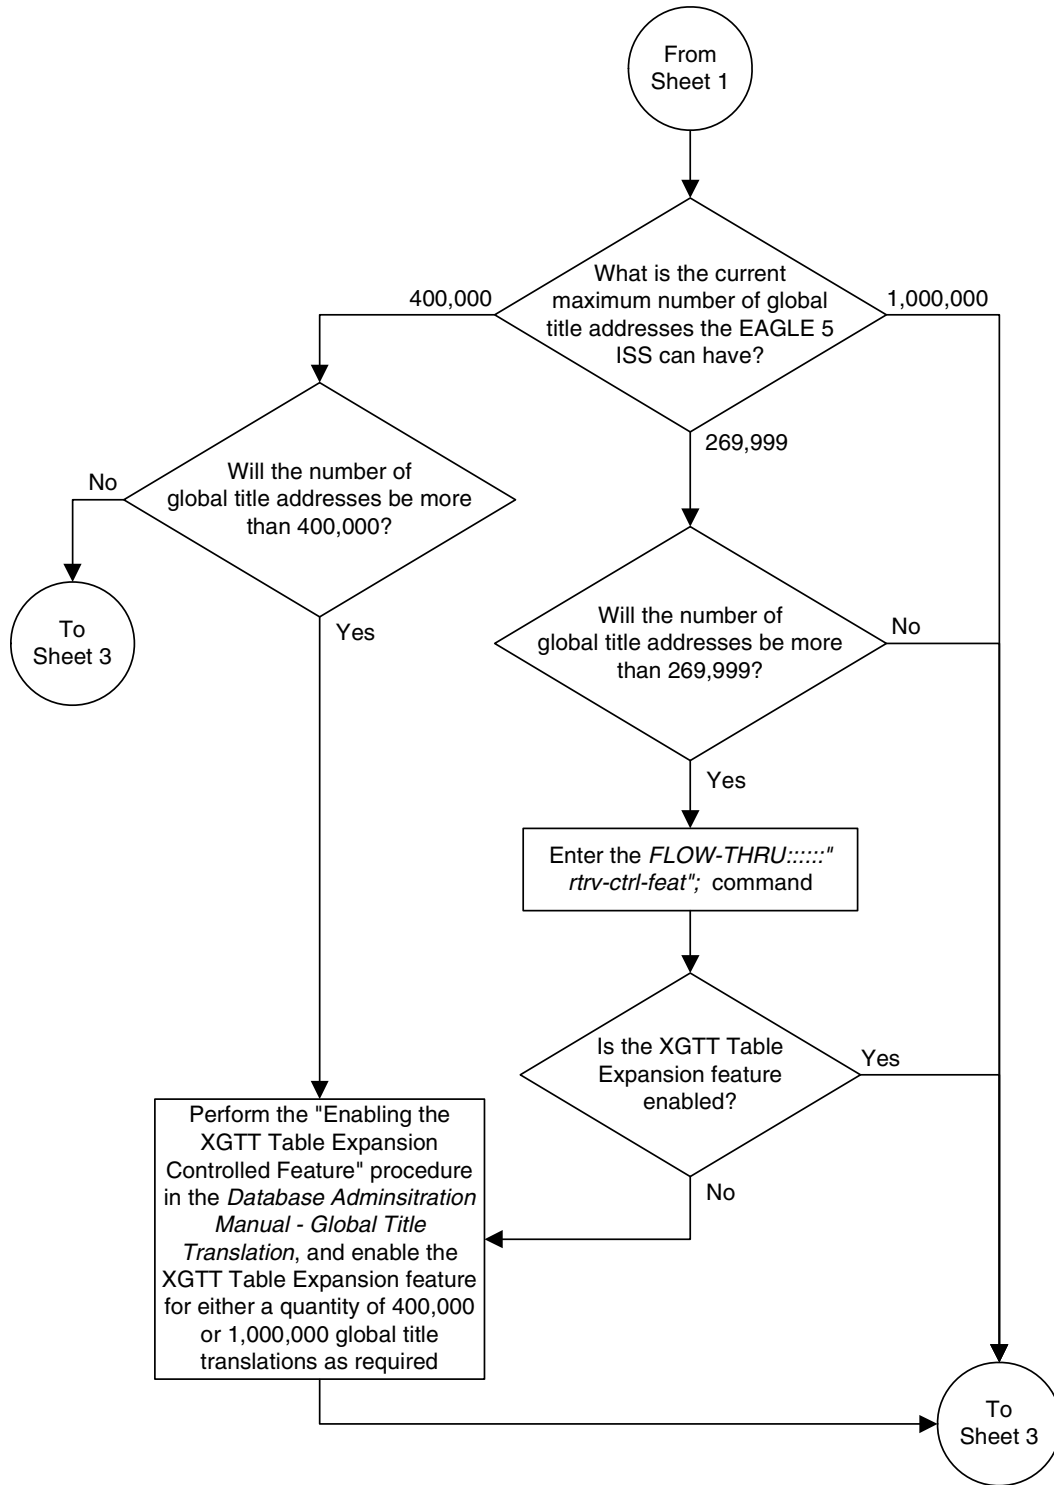 From
Sheet 1
What is the current
maximum number of global
title addresses the EAGLE 5
ISS can have?
400,000
1,000,000
269,999
Will the number of
global title addresses be more
than 400,000?
No
Yes
To
Sheet 3
Will the number of
global title addresses be more
than 269,999?
No
Yes
Enter the FLOW-THRU::::::"
rtrv-ctrl-feat"; command
Is the XGTT Table
Expansion feature
enabled?
Yes
No
Perform the "Enabling the
XGTT Table Expansion
Controlled Feature" procedure
in the Database Adminsitration
Manual - Global Title
Translation, and enable the
XGTT Table Expansion feature
for either a quantity of 400,000
or 1,000,000 global title
translations as required
To
Sheet 3